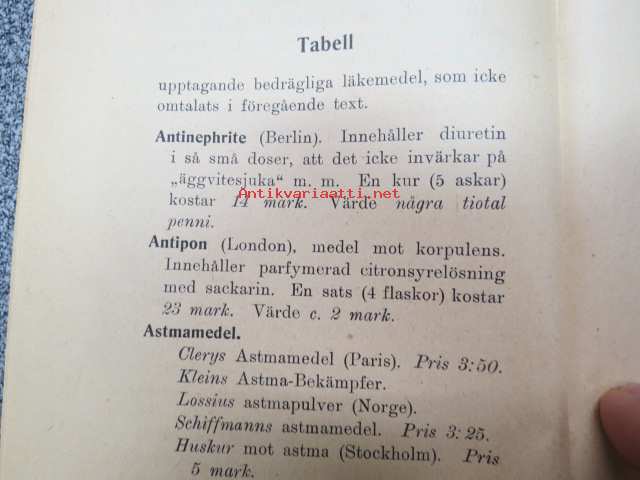 Tabell
upptagande bedrägliga läkemedel, som icke
omtalats i föregående text.
Antinephrite (Berlin). Innehåller diuretin
i så små doser, att det icke invärkar på
„äggvitesjuka“ m. m. En kur (5 askar)
Antikvariaatti.net
kostar 14 mark. Värde några tiotal
penni.
Antipon (London), medel mot korpulens.
Innehåller parfymerad citronsyrelösning
med sackarin. En sats (4 flaskor) kostar
23 mark. Värde c. 2 mark.
Astmamedel.
Clerys Astmamedel (Paris). Pris 3: 50.
Kleins Astma-Bekämpfer.
Lossius astmapulver (Norge).
Schiffmanns astmamedel. Pris 3: 25.
Huskur mot astma (Stockholm). Pris
5 mark.